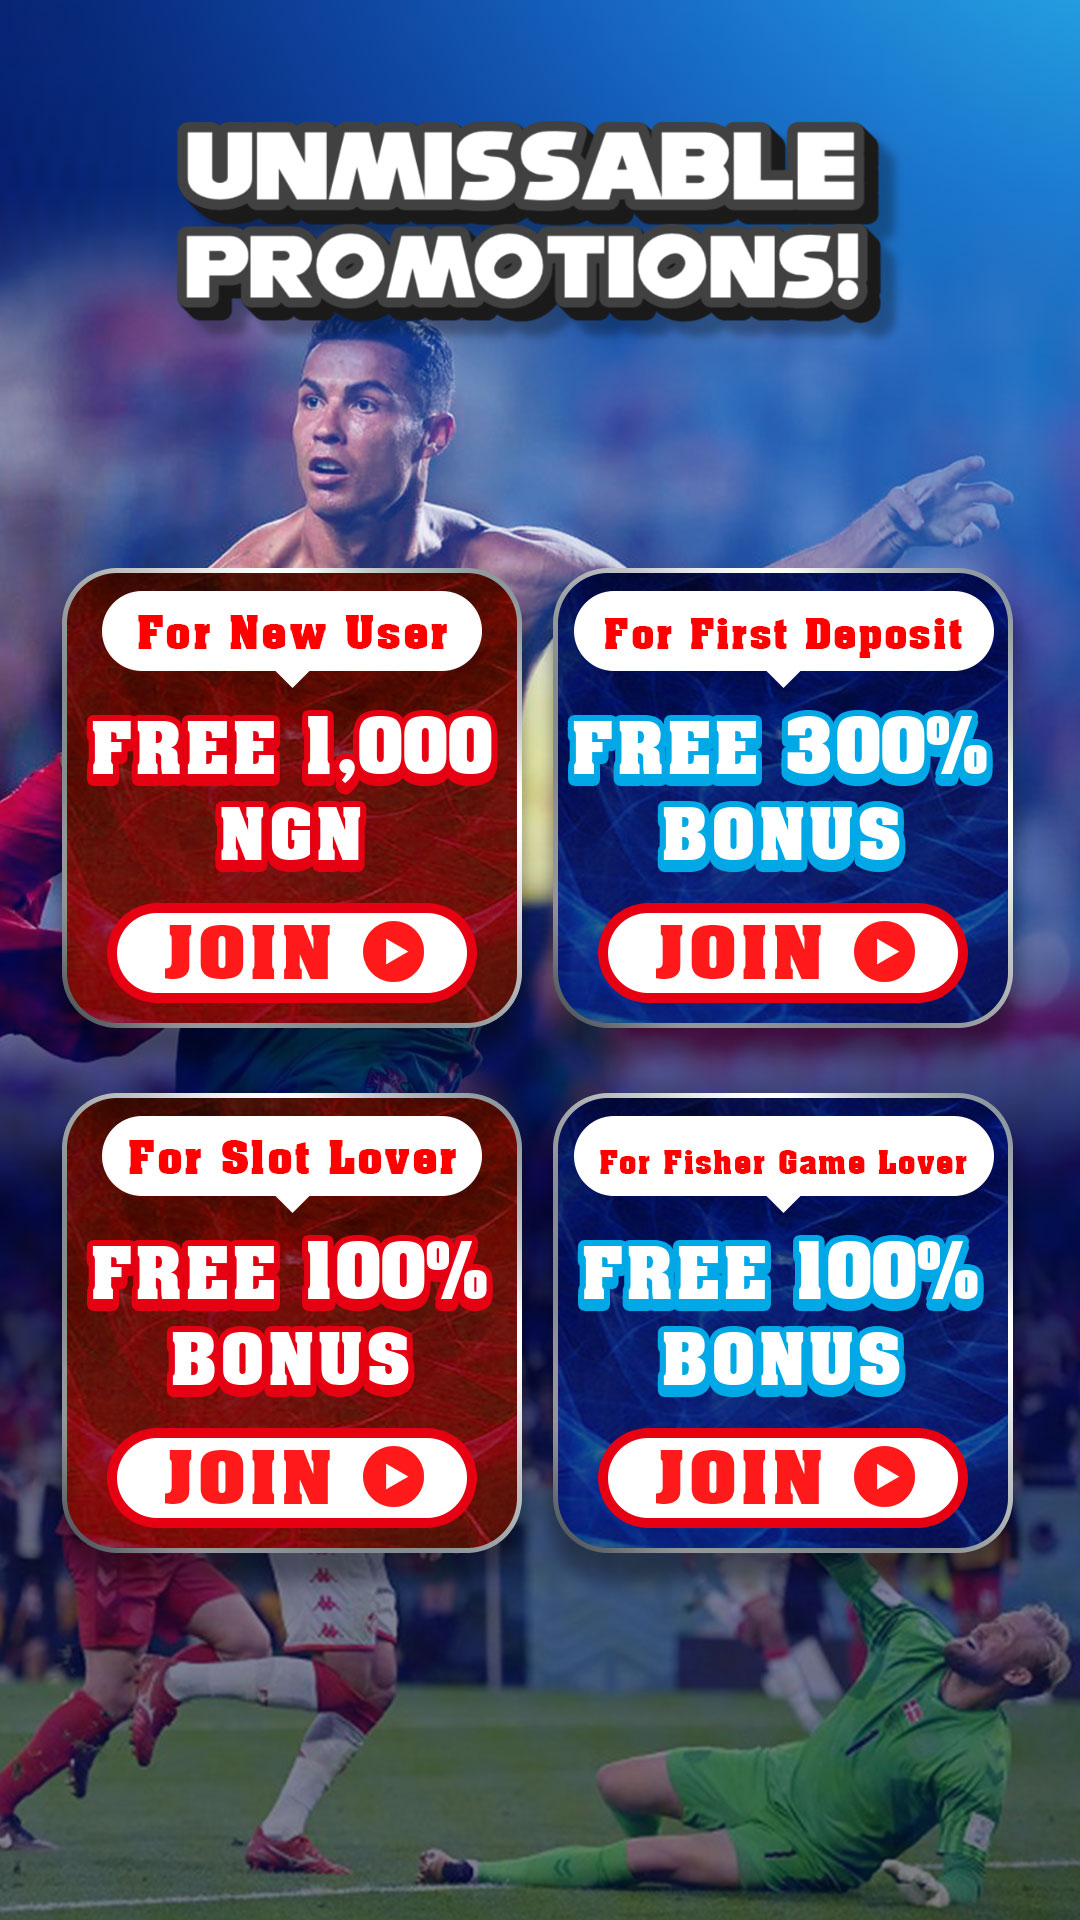 UNMISSABLE
PROMOTIONS!
For New User
FREE 1,000
NGN
JOIN
For First Deposit
FREE 300%
BONUS
JOIN
For Slot Lover
FREE 100%
BONUS
JOIN
For Fisher Game Lover
FREE 100%
BONUS
JOIN
1